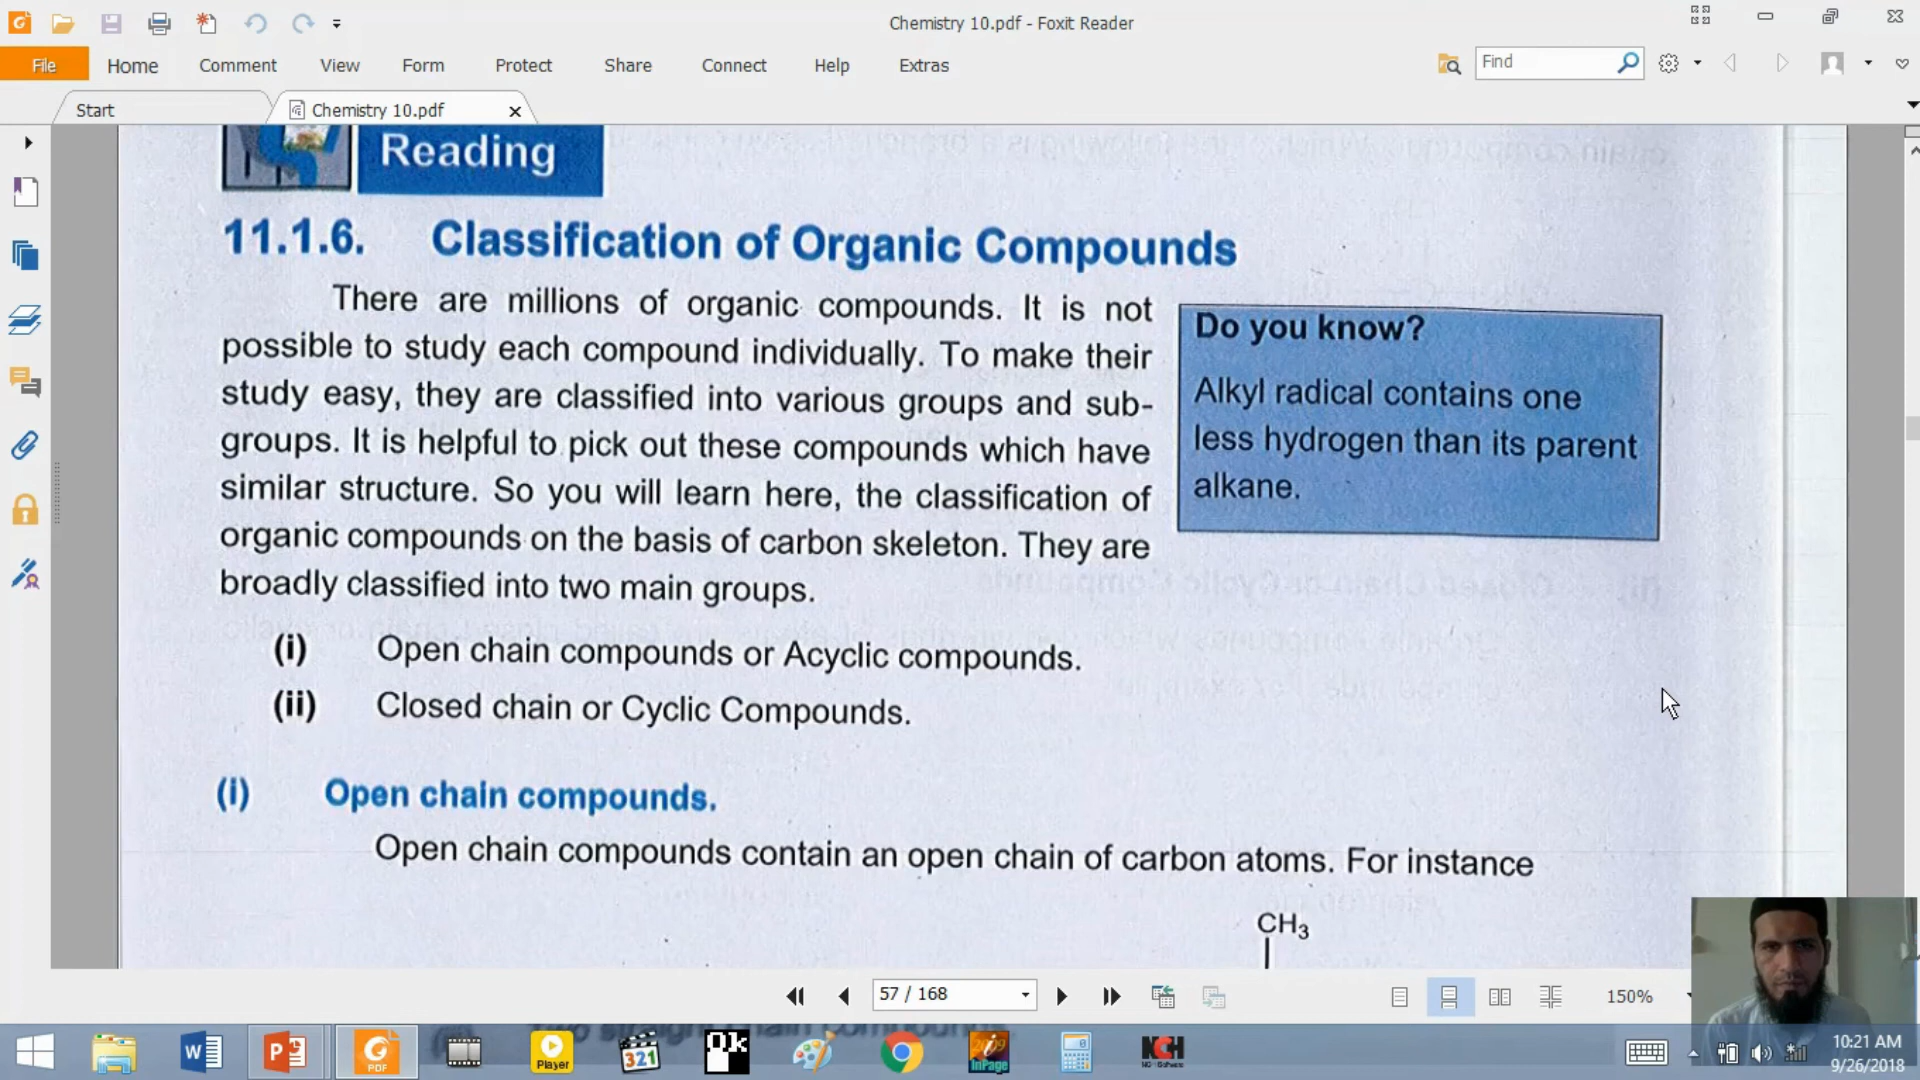 Chemistry 10.pdf - Foxit Reader
File Home Comment View Form Protect Share Connect Help Extras Find
Start Chemistry 10.pdf
Reading
11.1.6. Classification of Organic Compounds
There are millions of organic compounds. It is not
possible to study each compound individually. To make their
study easy, they are classified into various groups and sub-
groups. It is helpful to pick out these compounds which have
similar structure. So you will learn here, the classification of
organic compounds on the basis of carbon skeleton. They are
broadly classified into two main groups.
Do you know?
Alkyl radical contains one
less hydrogen than its parent
alkane.
(i) Open chain compounds or Acyclic compounds.
(ii) Closed chain or Cyclic Compounds.
(i) Open chain compounds.
Open chain compounds contain an open chain of carbon atoms. For instance
CH3
57 / 168
150%
PDF
Player
321
InPage
NCH
10:21 AM
9/26/2018